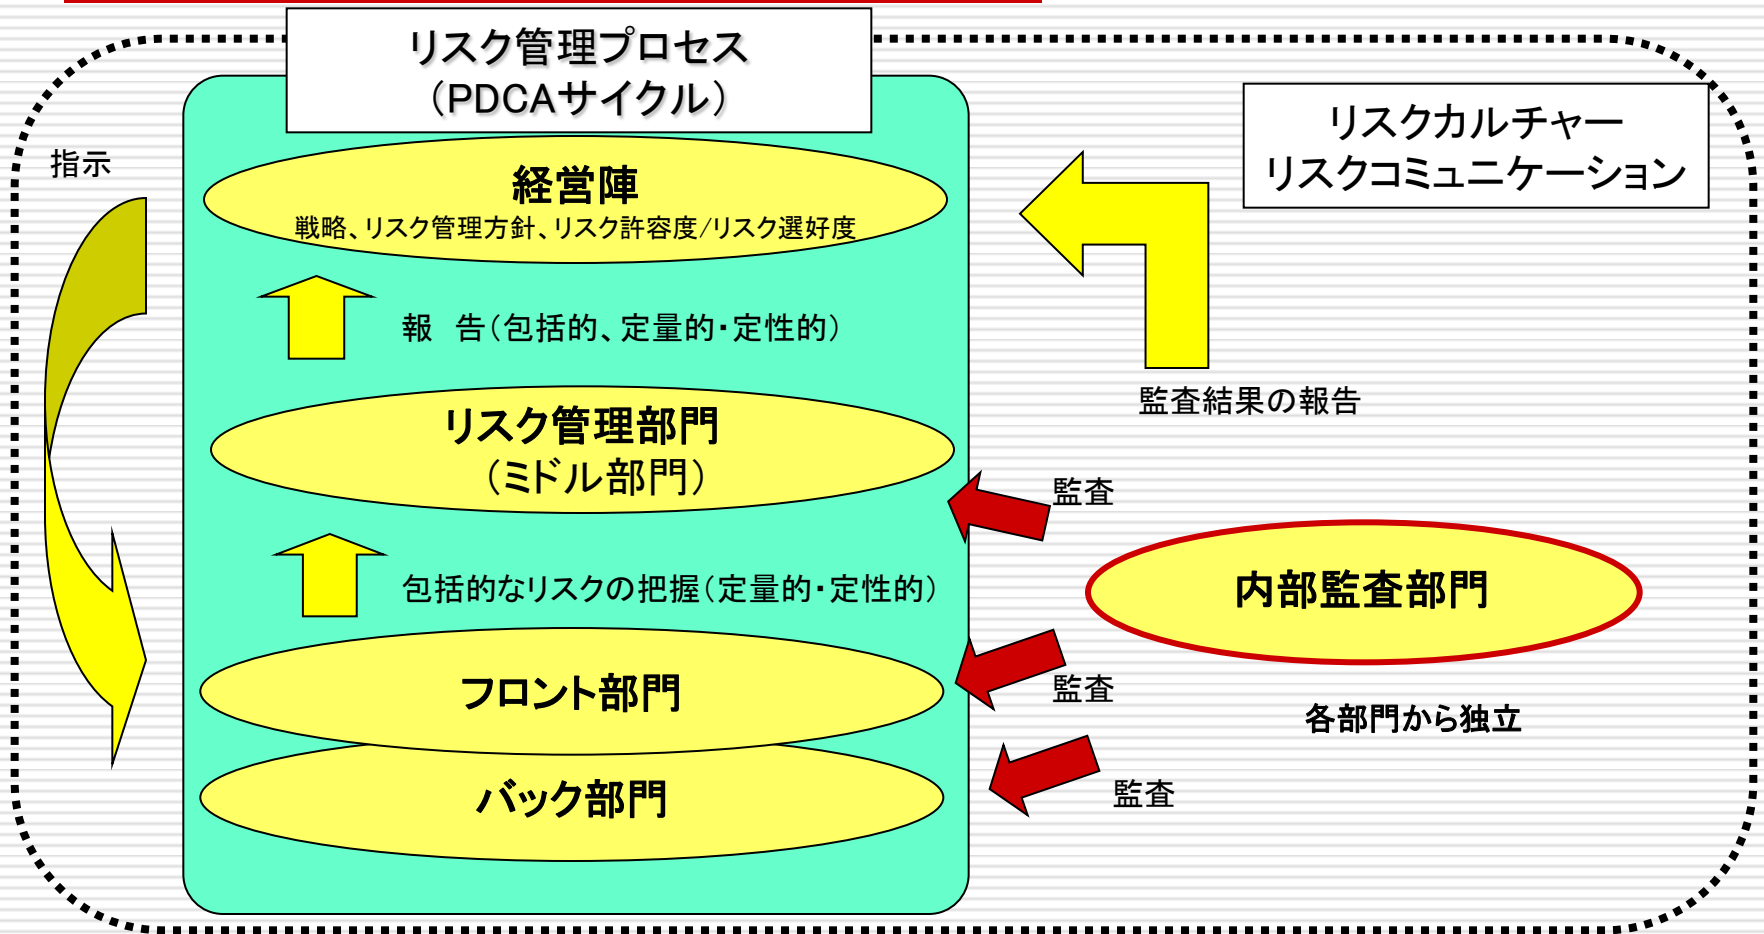 リスク管理プロセス
（PDCAサイクル）
リスクカルチャー
リスクコミュニケーション
指示
経営陣
戦略、リスク管理方針、リスク許容度/リスク選好度
報　告（包括的、定量的・定性的）
監査結果の報告
リスク管理部門
（ミドル部門）
監査
包括的なリスクの把握（定量的・定性的）
内部監査部門
フロント部門
監査
各部門から独立
バック部門
監査